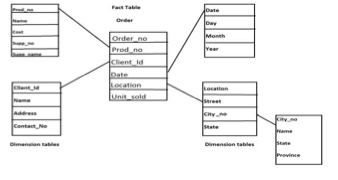 Prod_no
Name
Cost
Supp_no
Supp_name
Fact Table
Order
Order_no
Prod_no
Client_Id
Date
Location
Unit_sold
Date
Day
Month
Year
Client_Id
Name
Address
Contact_No
Dimension tables
Location
Street
City_no
State
Dimension tables
City_no
Name
State
Province